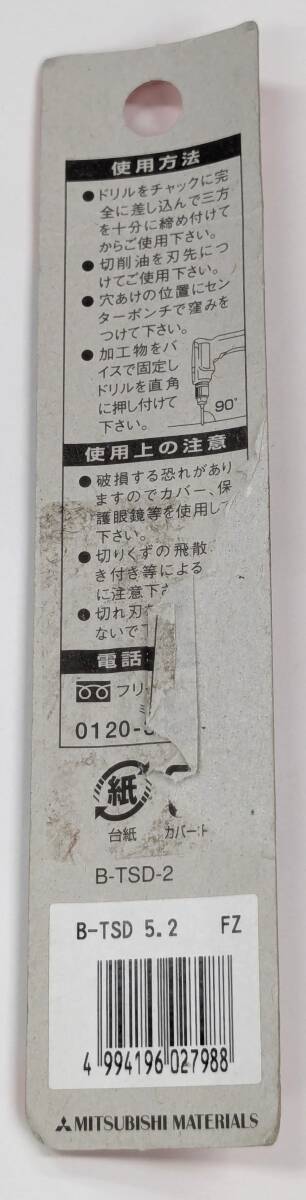 使用方法
●ドリルをチャックに完
全に差し込んで三方
を十分に締め付けて
からご使用下さい。
●切削油を刃先につ
けてご使用下さい。
●穴あけの位置にセン
ターポンチで窪みを
つけて下さい。
●加工物をバ
イスで固定し
ドリルを直角
に押し付けて
下さい。
90°
使用上の注意
●破損する恐れがあり
ますのでカバー、保
護眼鏡等を使用し
下さい。
●切りくずの飛散
き付き等による
に注意下
●切れ刃
ないで
電話
フリ
0120-
紙
台紙 カバー
B-TSD-2
B-TSD 5.2 FZ
4 994196 027988
MITSUBISHI MATERIALS